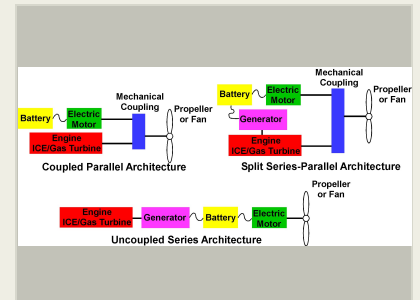 Mechanical
Coupling
Propeller
or Fan
Battery
Electric
Motor
Engine
ICE/Gas Turbine
Coupled Parallel Architecture
Mechanical
Coupling
Propeller
or Fan
Battery
Electric
Motor
Generator
Engine
ICE/Gas Turbine
Split Series-Parallel Architecture
Propeller
or Fan
Engine
ICE/Gas Turbine
Generator
Battery
Electric
Motor
Uncoupled Series Architecture